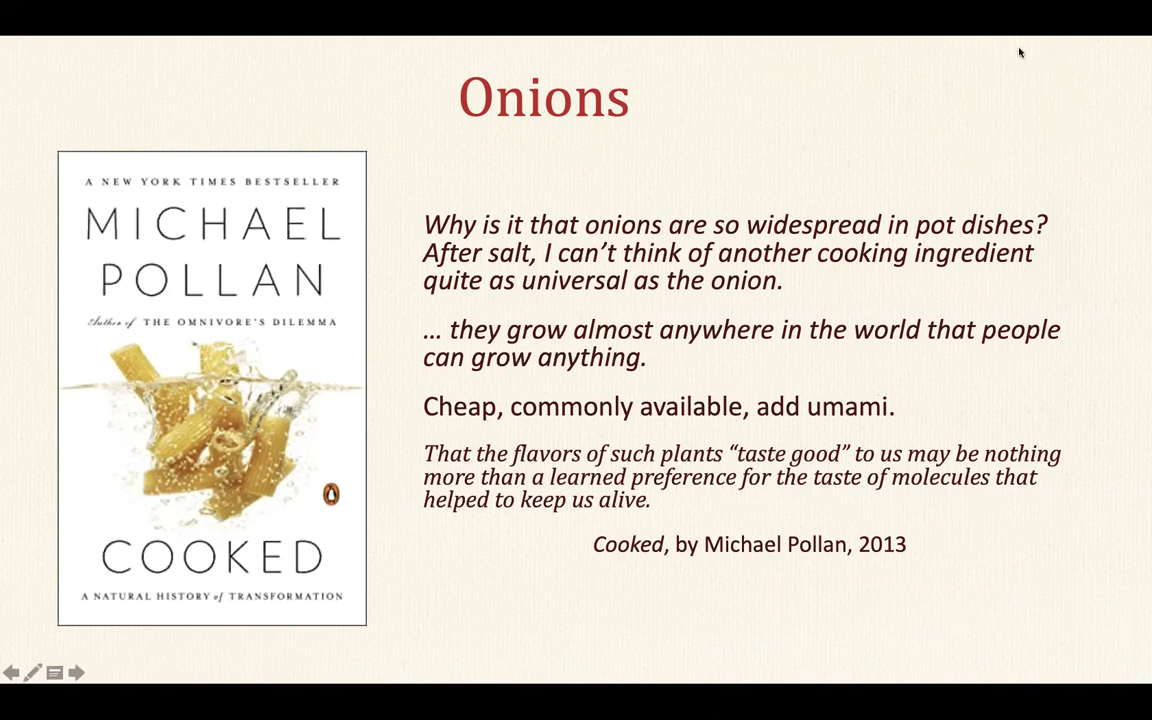 Onions
A NEW YORK TIMES BESTSELLER
MICHAEL
POLLAN
Author of THE OMNIVORE'S DILEMMA
COOKED
A NATURAL HISTORY of TRANSFORMATION
Why is it that onions are so widespread in pot dishes?
After salt, I can’t think of another cooking ingredient
quite as universal as the onion.
... they grow almost anywhere in the world that people
can grow anything.
Cheap, commonly available, add umami.
That the flavors of such plants “taste good” to us may be nothing
more than a learned preference for the taste of molecules that
helped to keep us alive.
Cooked, by Michael Pollan, 2013